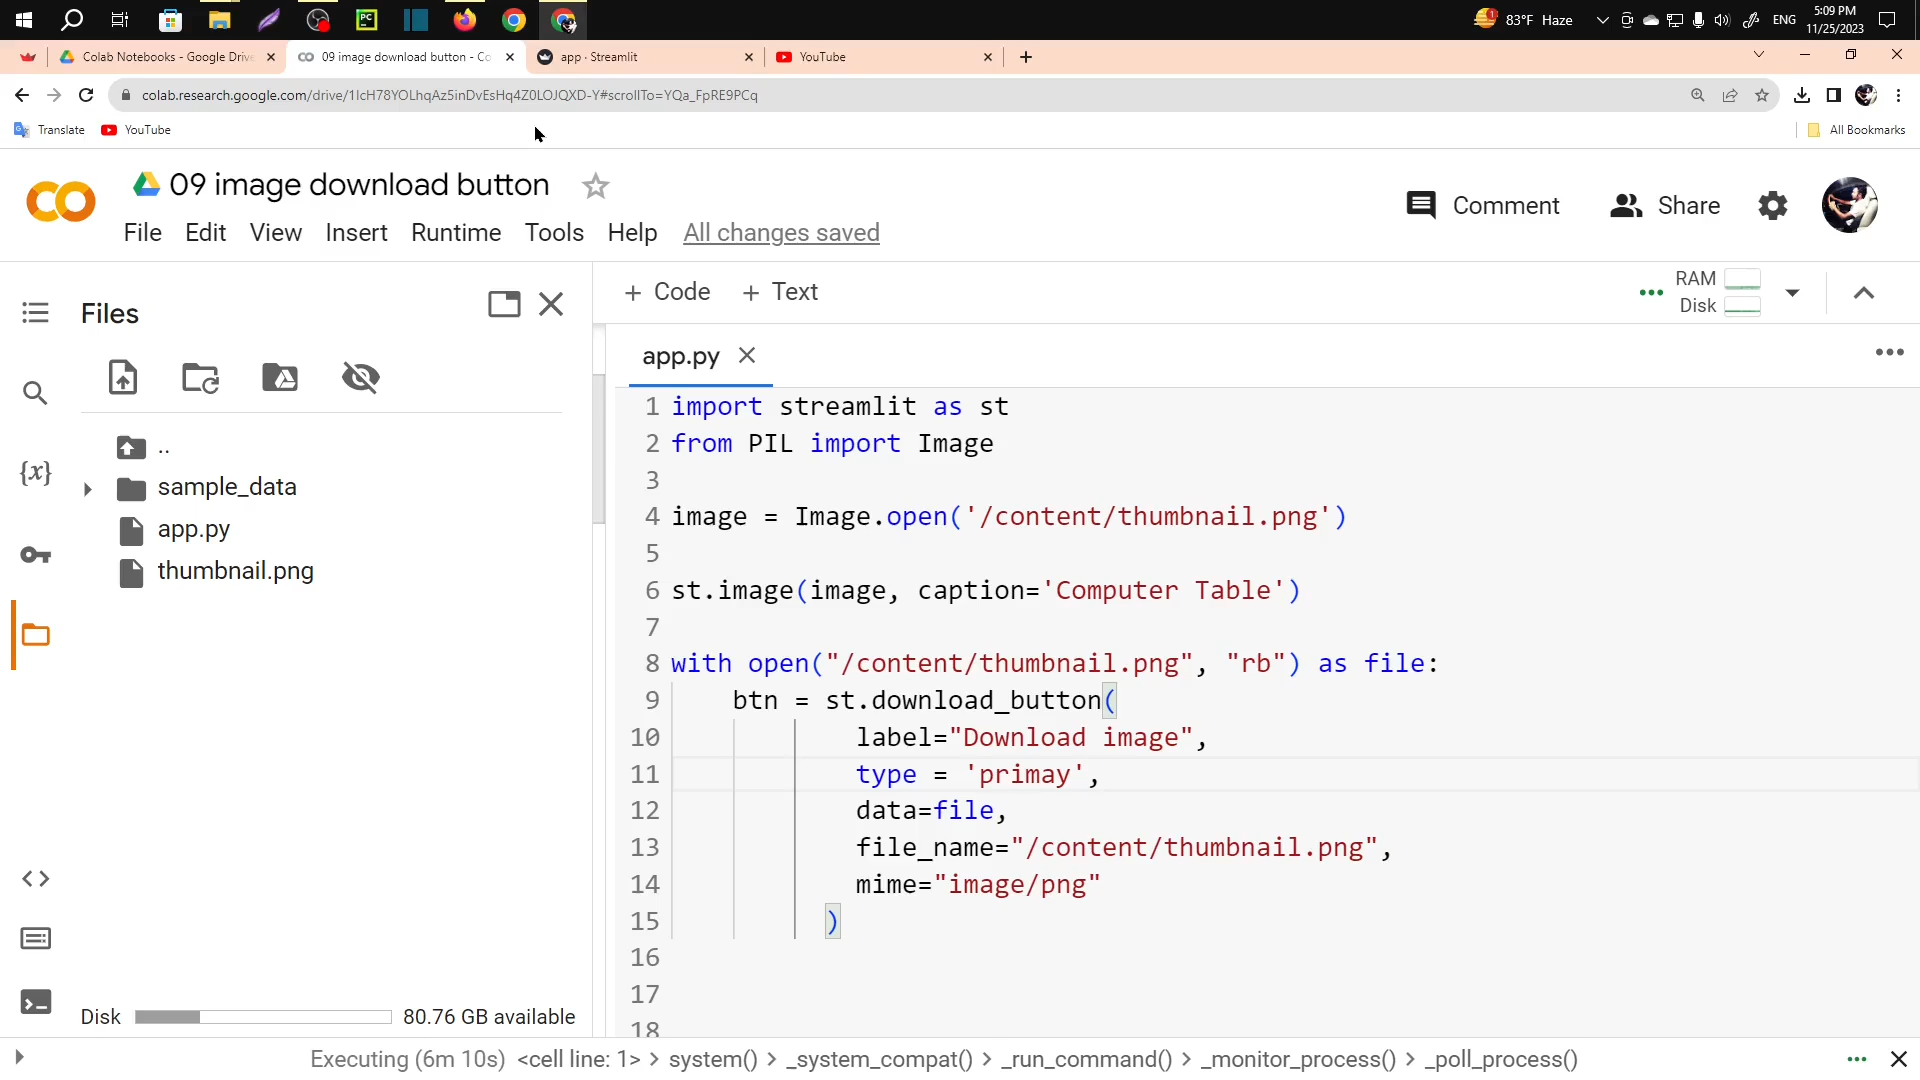 83°F Haze
ENG
5:09 PM
11/25/2023
Colab Notebooks - Google Drive
09 image download button - Co
app · Streamlit
YouTube
colab.research.google.com/drive/1IcH78YOLhqAz5inDvEsHq4Z0LOJQXD-Y#scrollTo=YQa_FpRE9PCq
Translate
YouTube
All Bookmarks
09 image download button
File Edit View Insert Runtime Tools Help All changes saved
Comment
Share
Files
+ Code + Text
RAM
Disk
app.py
..
sample_data
app.py
thumbnail.png
{x}
1 import streamlit as st
2 from PIL import Image
3
4 image = Image.open('/content/thumbnail.png')
5
6 st.image(image, caption='Computer Table')
7
8 with open("/content/thumbnail.png", "rb") as file:
9 btn = st.download_button(
10 label="Download image",
11 type = 'primay',
12 data=file,
13 file_name="/content/thumbnail.png",
14 mime="image/png"
15 )
16
17
18
Disk 80.76 GB available
Executing (6m 10s) <cell line: 1> > system() > _system_compat() > _run_command() > _monitor_process() > _poll_process()